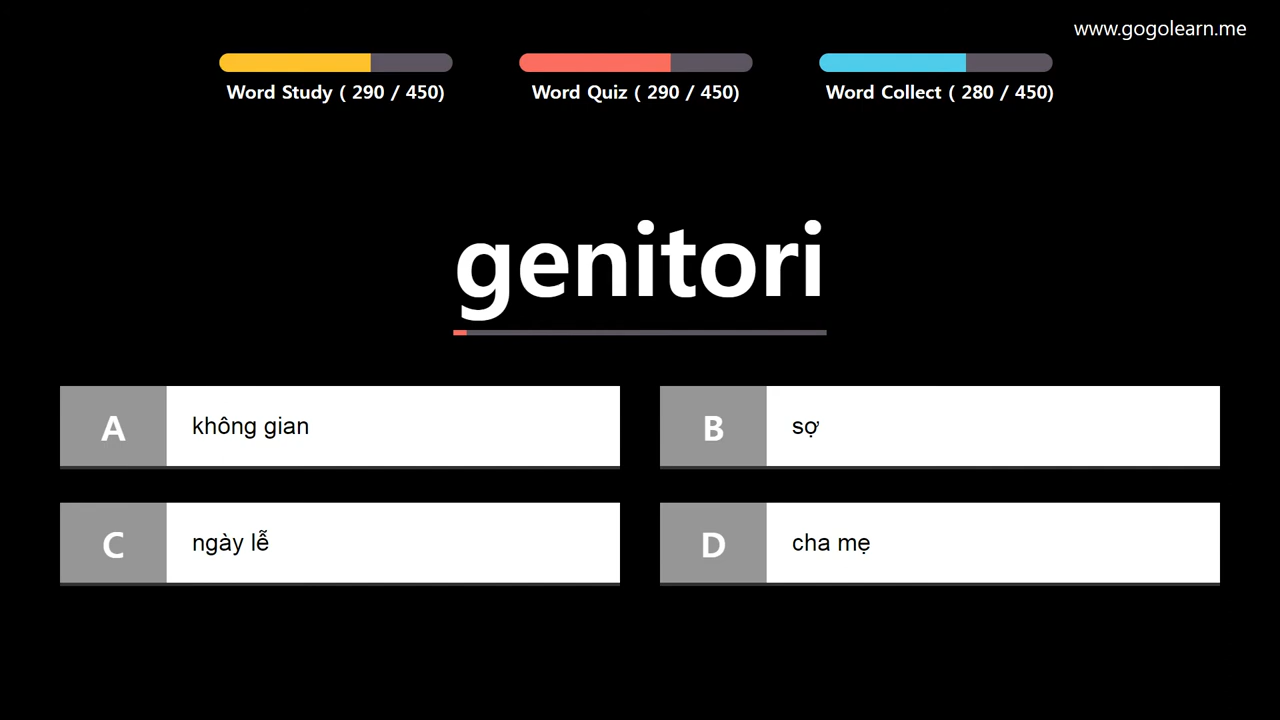 www.gogolearn.me
Word Study ( 290 / 450)
Word Quiz ( 290 / 450)
Word Collect ( 280 / 450)
genitori
A
không gian
B
sợ
C
ngày lễ
D
cha mẹ